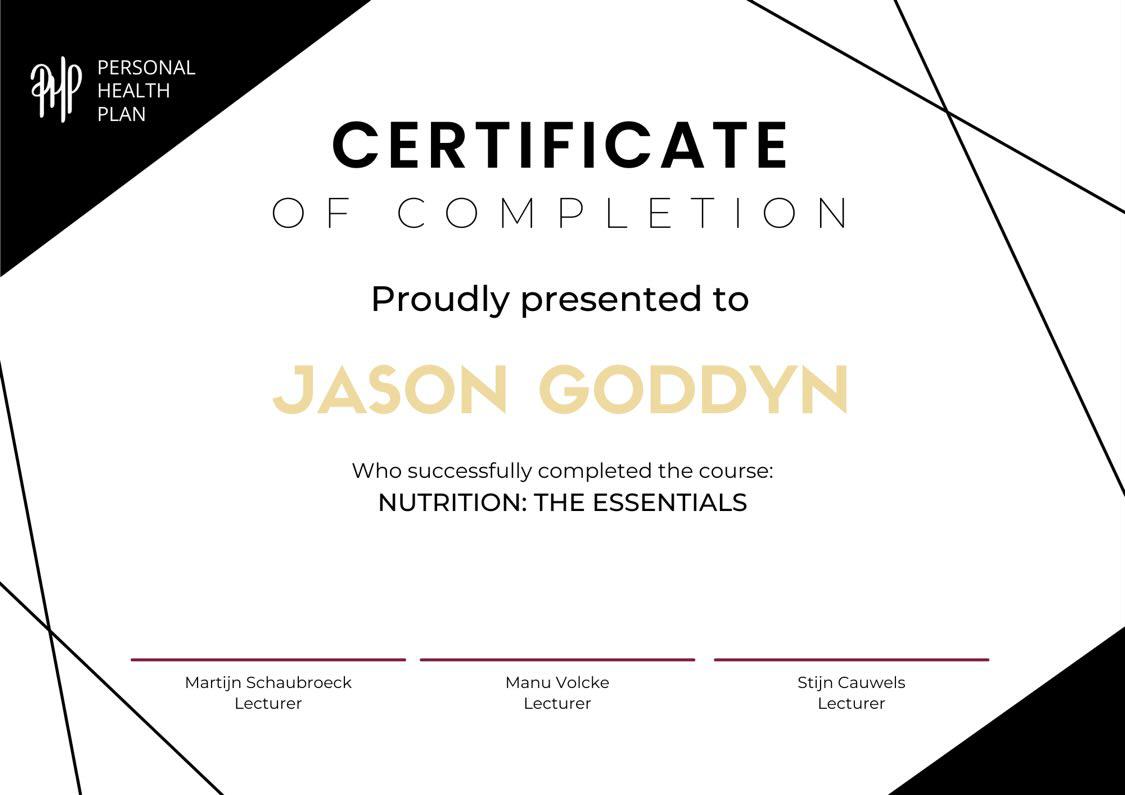 PHP
PERSONAL
HEALTH
PLAN
CERTIFICATE
OF COMPLETION
Proudly presented to
JASON GODDYN
Who successfully completed the course:
NUTRITION: THE ESSENTIALS
Martijn Schaubroeck
Lecturer
Manu Volcke
Lecturer
Stijn Cauwels
Lecturer